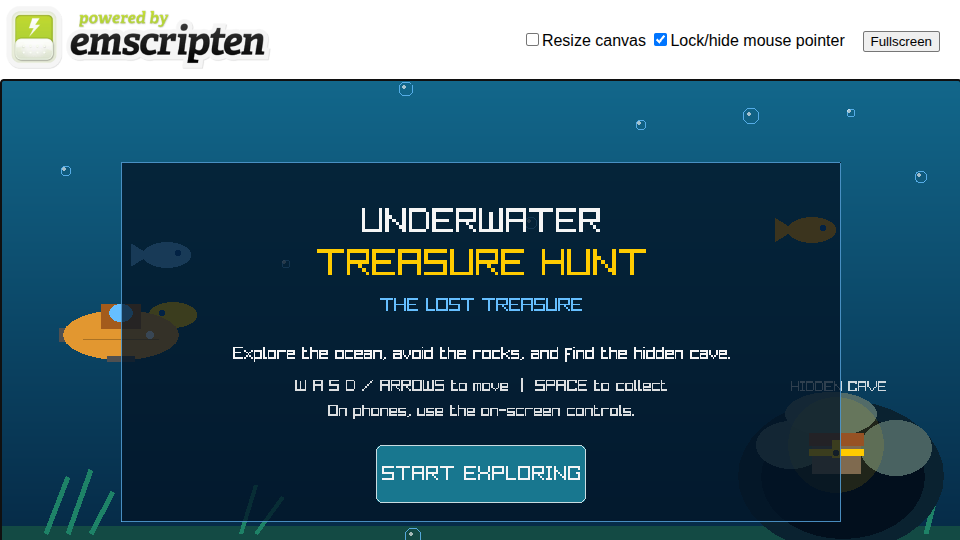 powered by
emscripten
Resize canvas
Lock/hide mouse pointer
Fullscreen
UNDERWATER
TREASURE HUNT
THE LOST TREASURE
Explore the ocean, avoid the rocks, and find the hidden cave.
W A S D / ARROWS to move | SPACE to collect
On phones, use the on-screen controls.
HIDDEN CAVE
START EXPLORING